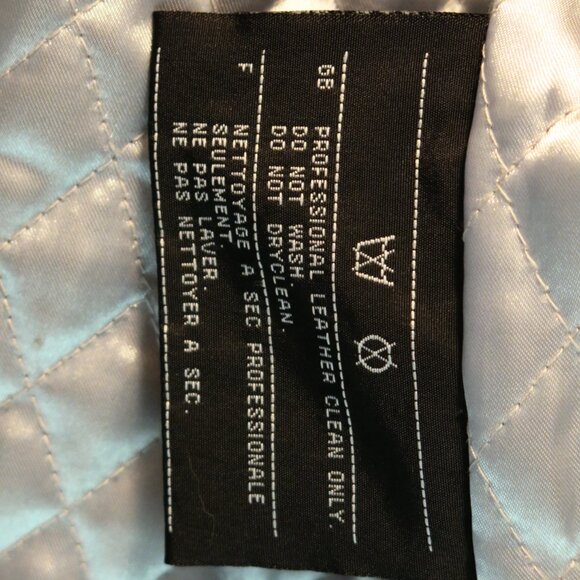 GB
PROFESSIONAL LEATHER CLEAN ONLY.
DO NOT WASH.
DO NOT DRYCLEAN.
F
NETTOYAGE A SEC PROFESSIONALE
SEULEMENT.
NE PAS LAVER.
NE PAS NETTOYER A SEC.